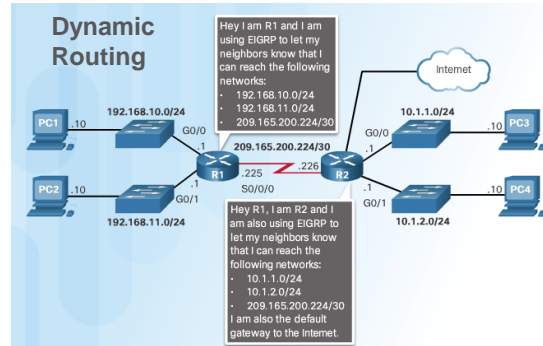 Dynamic
Routing
Hey I am R1 and I am
using EIGRP to let my
neighbors know that I
can reach the following
networks:
• 192.168.10.0/24
• 192.168.11.0/24
• 209.165.200.224/30
Internet
192.168.10.0/24
10.1.1.0/24
PC1
.10
G0/0
.1
209.165.200.224/30
G0/0
.1
.10
PC3
R1
.225
.226
R2
S0/0/0
PC2
.10
.1
G0/1
.1
G0/1
.10
PC4
192.168.11.0/24
10.1.2.0/24
Hey R1, I am R2 and I
am also using EIGRP to
let my neighbors know
that I can reach the
following networks:
• 10.1.1.0/24
• 10.1.2.0/24
• 209.165.200.224/30
I am also the default
gateway to the Internet.